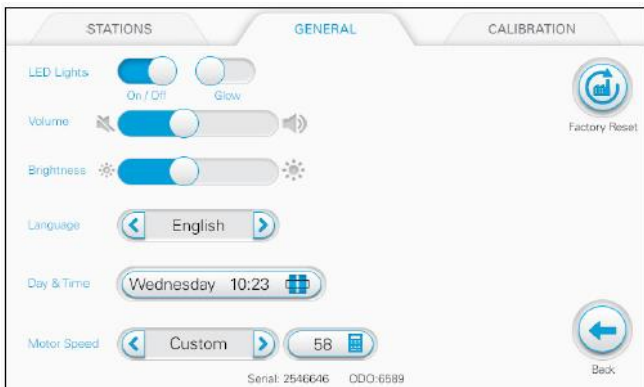 STATIONS GENERAL CALIBRATION
LED Lights
On / Off Glow
Factory Reset
Volume
Brightness
Language English
Day & Time Wednesday 10:23
Motor Speed Custom 58
Back
Serial: 2546646 ODO:6589